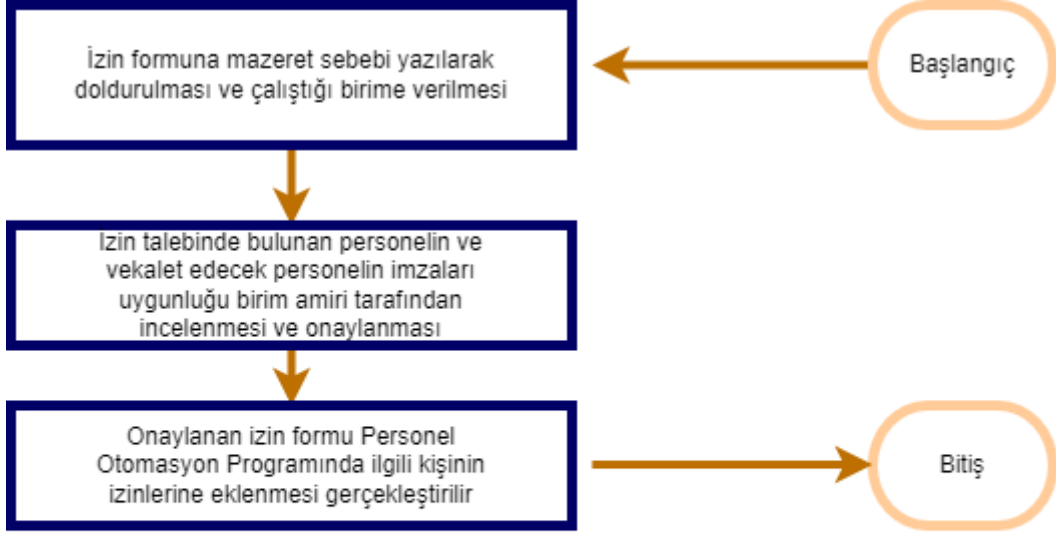 İzin formuna mazeret sebebi yazılarak
doldurulması ve çalıştığı birime verilmesi
Başlangıç
İzin talebinde bulunan personelin ve
vekalet edecek personelin imzaları
uygunluğu birim amiri tarafından
incelenmesi ve onaylanması
Onaylanan izin formu Personel
Otomasyon Programında ilgili kişinin
izinlerine eklenmesi gerçekleştirilir
Bitiş